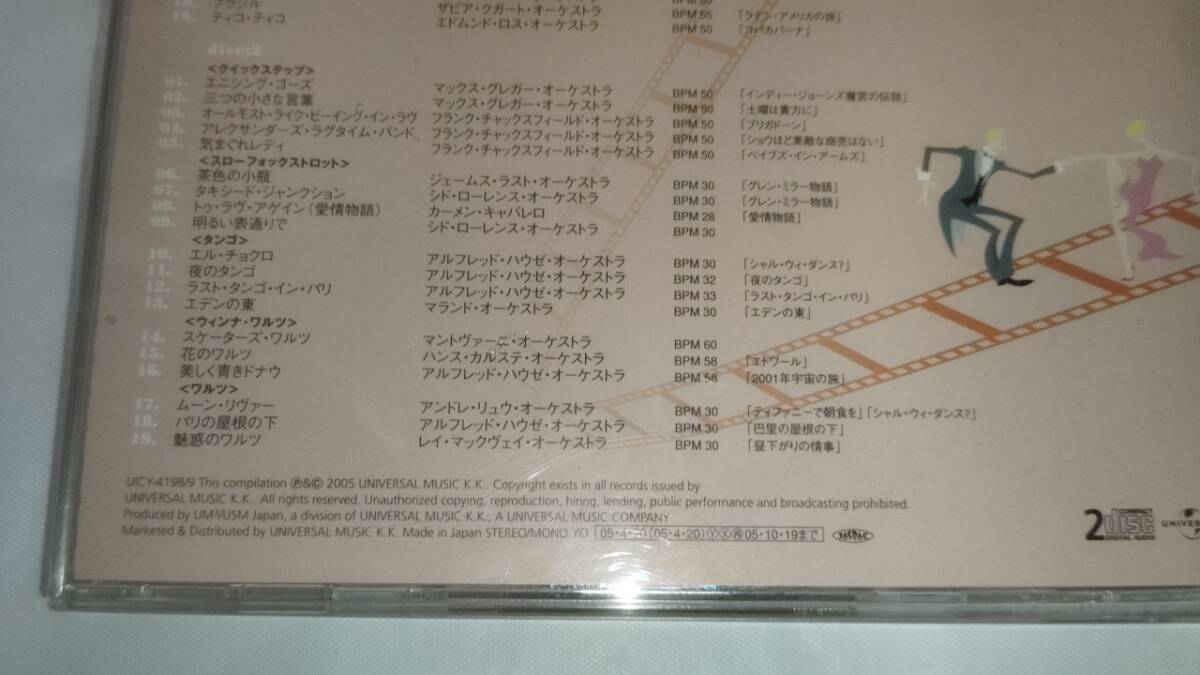 ブラジル ザビア・クガート・オーケストラ BPM 50
19. ティコ・ティコ エドムンド・ロス・オーケストラ BPM 55 「ラテン・アメリカの旅」
BPM 50 「コパカバーナ」
disc:2
<クイックステップ>
01. エニシング・ゴーズ マックス・グレガー・オーケストラ BPM 50 「インディー・ジョーンズ魔宮の伝説」
02. 三つの小さな言葉 マックス・グレガー・オーケストラ BPM 50 「土曜は貴方に」
03. オールモスト・ライク・ビーイング・イン・ラヴ フランク・チャックスフィールド・オーケストラ BPM 50 「ブリガドーン」
04. アレクサンダーズ・ラグタイム・バンド フランク・チャックスフィールド・オーケストラ BPM 50 「ショウほど素敵な商売はない」
05. 気まぐれレディ フランク・チャックスフィールド・オーケストラ BPM 50 「ベイブズ・イン・アームズ」
<スローフォックストロット>
06. 茶色の小瓶 ジェームス・ラスト・オーケストラ BPM 30 「グレン・ミラー物語」
07. タキシード・ジャンクション シド・ローレンス・オーケストラ BPM 30 「グレン・ミラー物語」
08. トゥ・ラヴ・アゲイン(愛情物語) カーメン・キャバレロ BPM 28 「愛情物語」
09. 明るい表通りで シド・ローレンス・オーケストラ BPM 30
<タンゴ>
10. エル・チョクロ アルフレッド・ハウゼ・オーケストラ BPM 30 「シャル・ウィ・ダンス?」
11. 夜のタンゴ アルフレッド・ハウゼ・オーケストラ BPM 32 「夜のタンゴ」
12. ラスト・タンゴ・イン・パリ アルフレッド・ハウゼ・オーケストラ BPM 33 「ラスト・タンゴ・イン・パリ」
13. エデンの東 マランド・オーケストラ BPM 30 「エデンの東」
<ウィンナ・ワルツ>
14. スケーターズ・ワルツ マントヴァーニ・オーケストラ BPM 60
15. 花のワルツ ハンス・カルステ・オーケストラ BPM 58 「エトワール」
16. 美しく青きドナウ アルフレッド・ハウゼ・オーケストラ BPM 58 「2001年宇宙の旅」
<ワルツ>
17. ムーン・リヴァー アンドレ・リュウ・オーケストラ BPM 30 「ティファニーで朝食を」「シャル・ウィ・ダンス?」
18. パリの屋根の下 アルフレッド・ハウゼ・オーケストラ BPM 30 「巴里の屋根の下」
19. 魅惑のワルツ レイ・マックヴェイ・オーケストラ BPM 30 「昼下がりの情事」
UICY-4198/9 This compilation Ⓟ&© 2005 UNIVERSAL MUSIC K.K.. Copyright exists in all records issued by
UNIVERSAL MUSIC K.K.. All rights reserved. Unauthorized copying, reproduction, hiring, lending, public performance and broadcasting prohibited.
Produced by UM³/USM Japan, a division of UNIVERSAL MUSIC K.K., A UNIVERSAL MUSIC COMPANY
Marketed & Distributed by UNIVERSAL MUSIC K.K. Made in Japan STEREO/MONO YO 05・4・20(05・4・20)ⓎⓍ㊕05・10・19まで JASRAC
2 COMPACT disc DIGITAL AUDIO